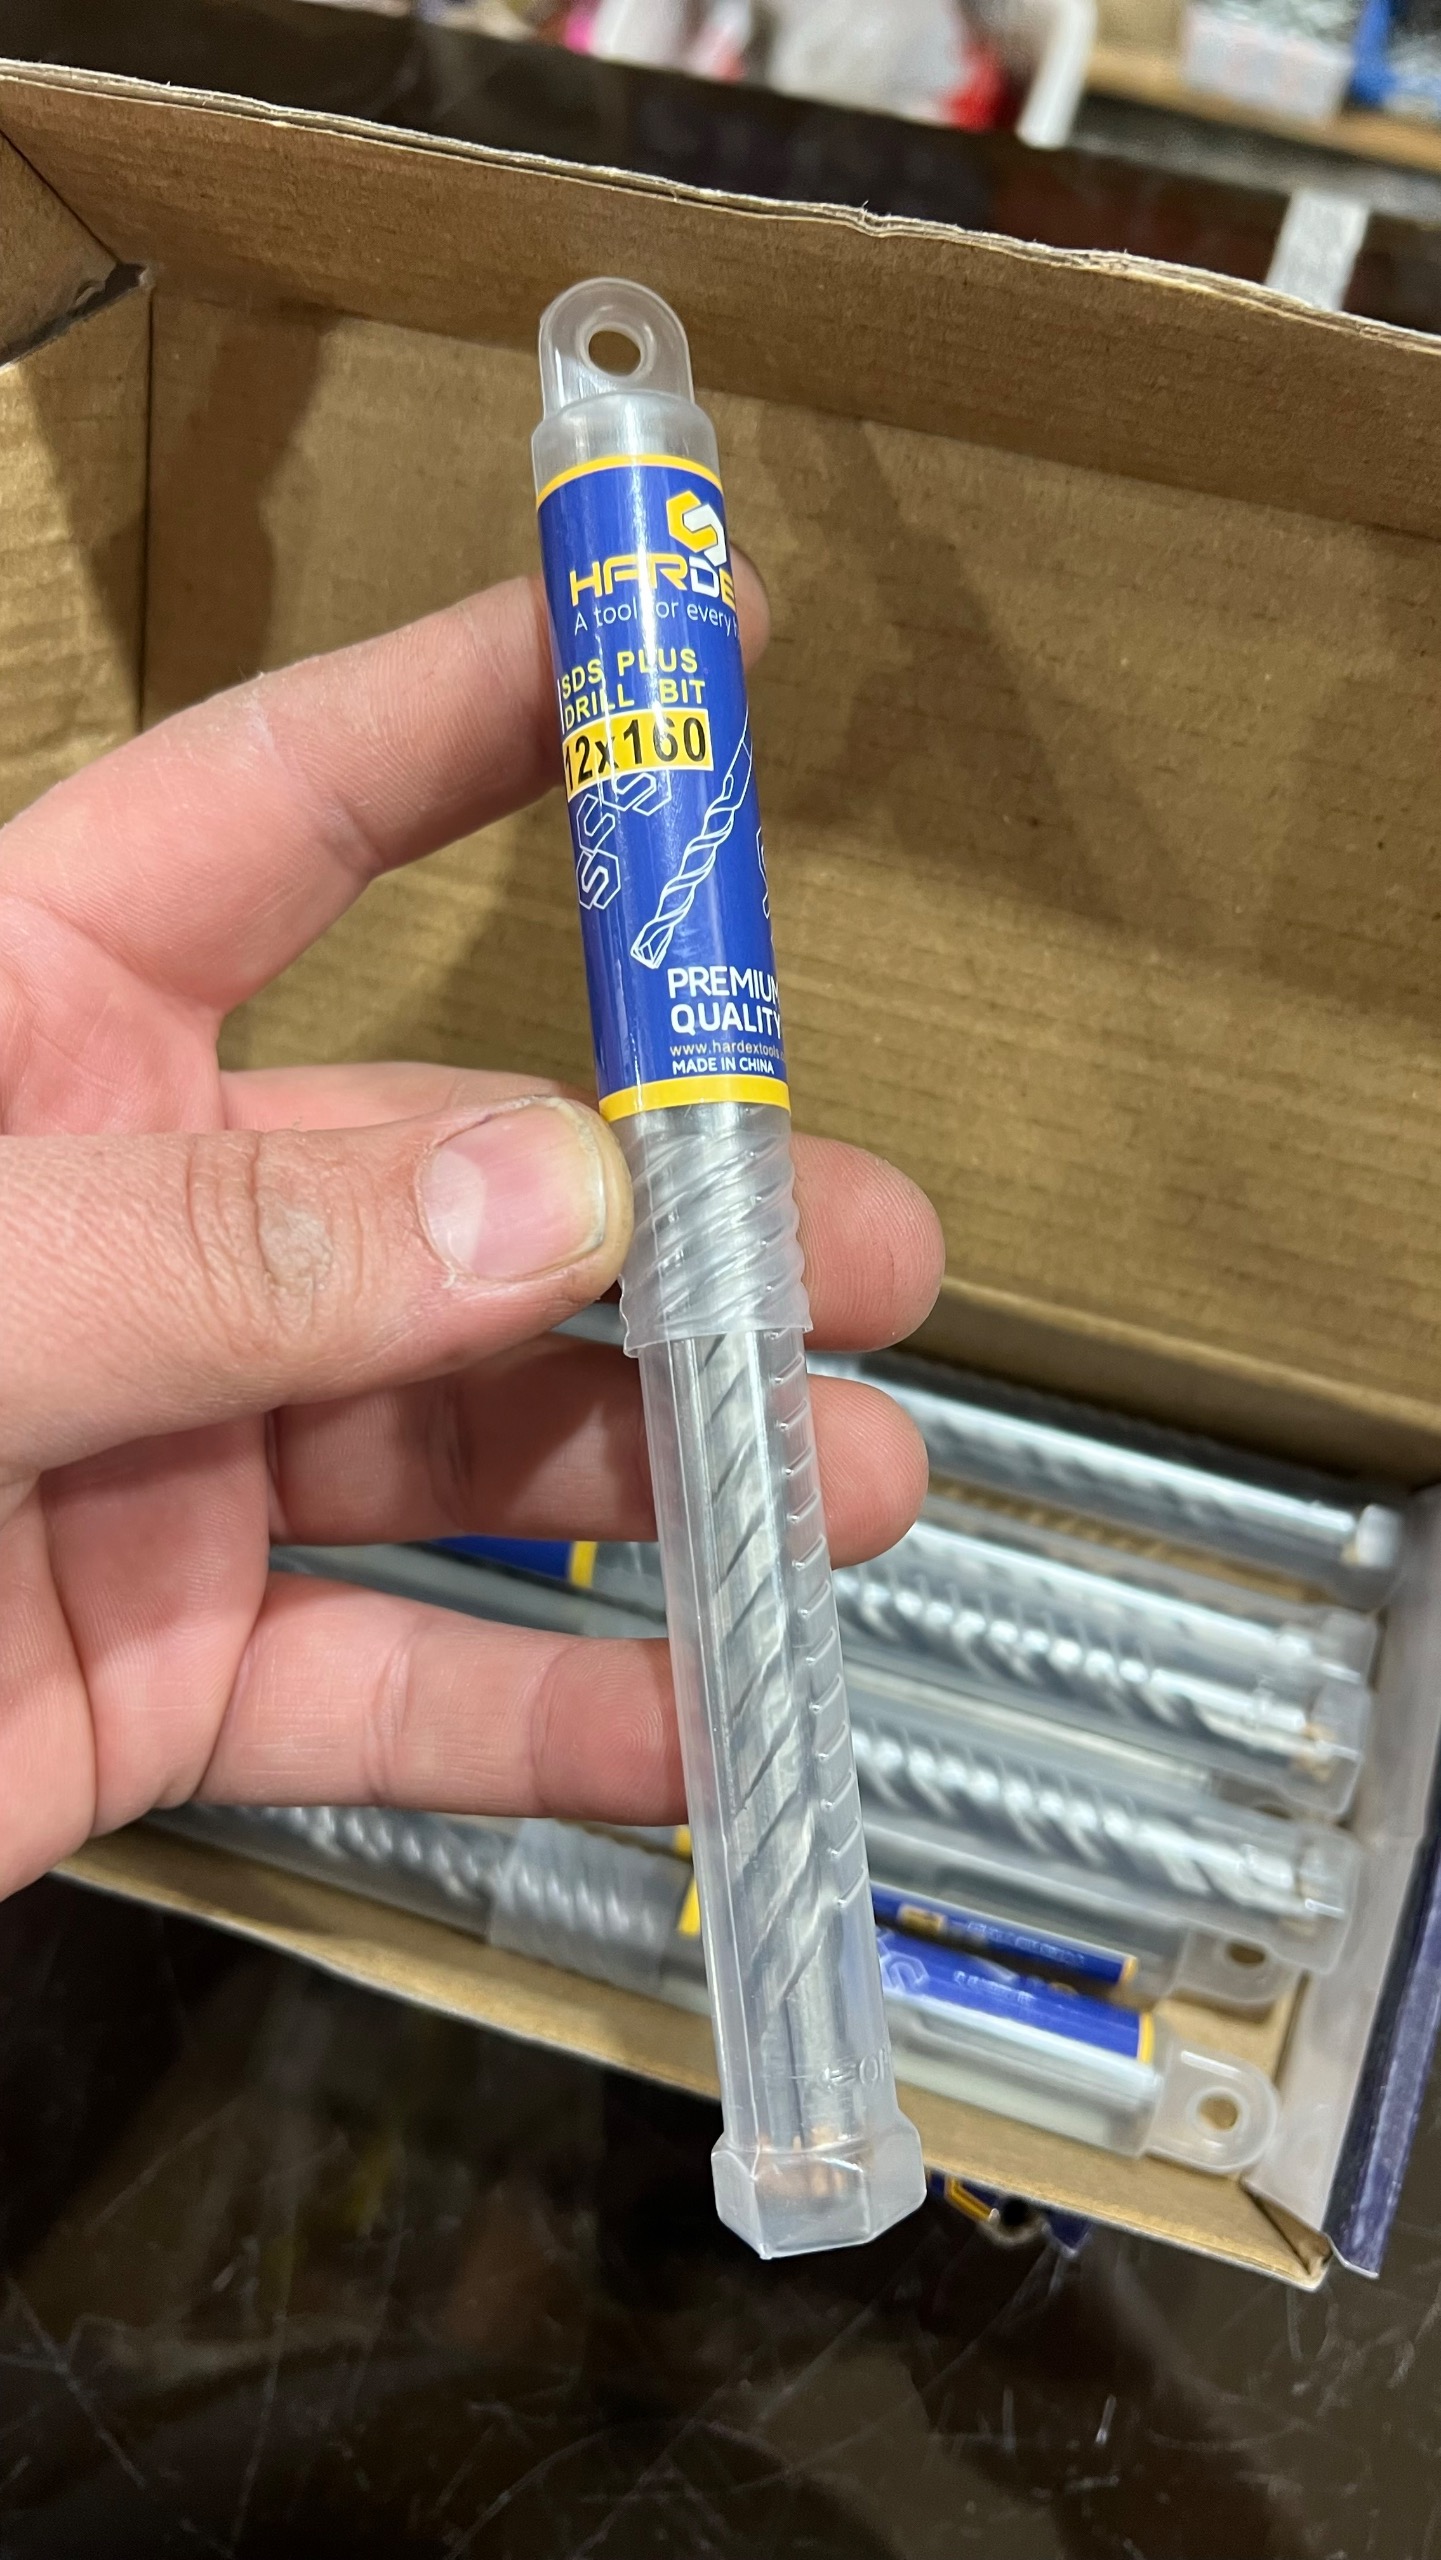 HARDE
A tool for every
SDS PLUS
DRILL BIT
12x160
PREMIUM
QUALITY
www.hardextools.
MADE IN CHINA